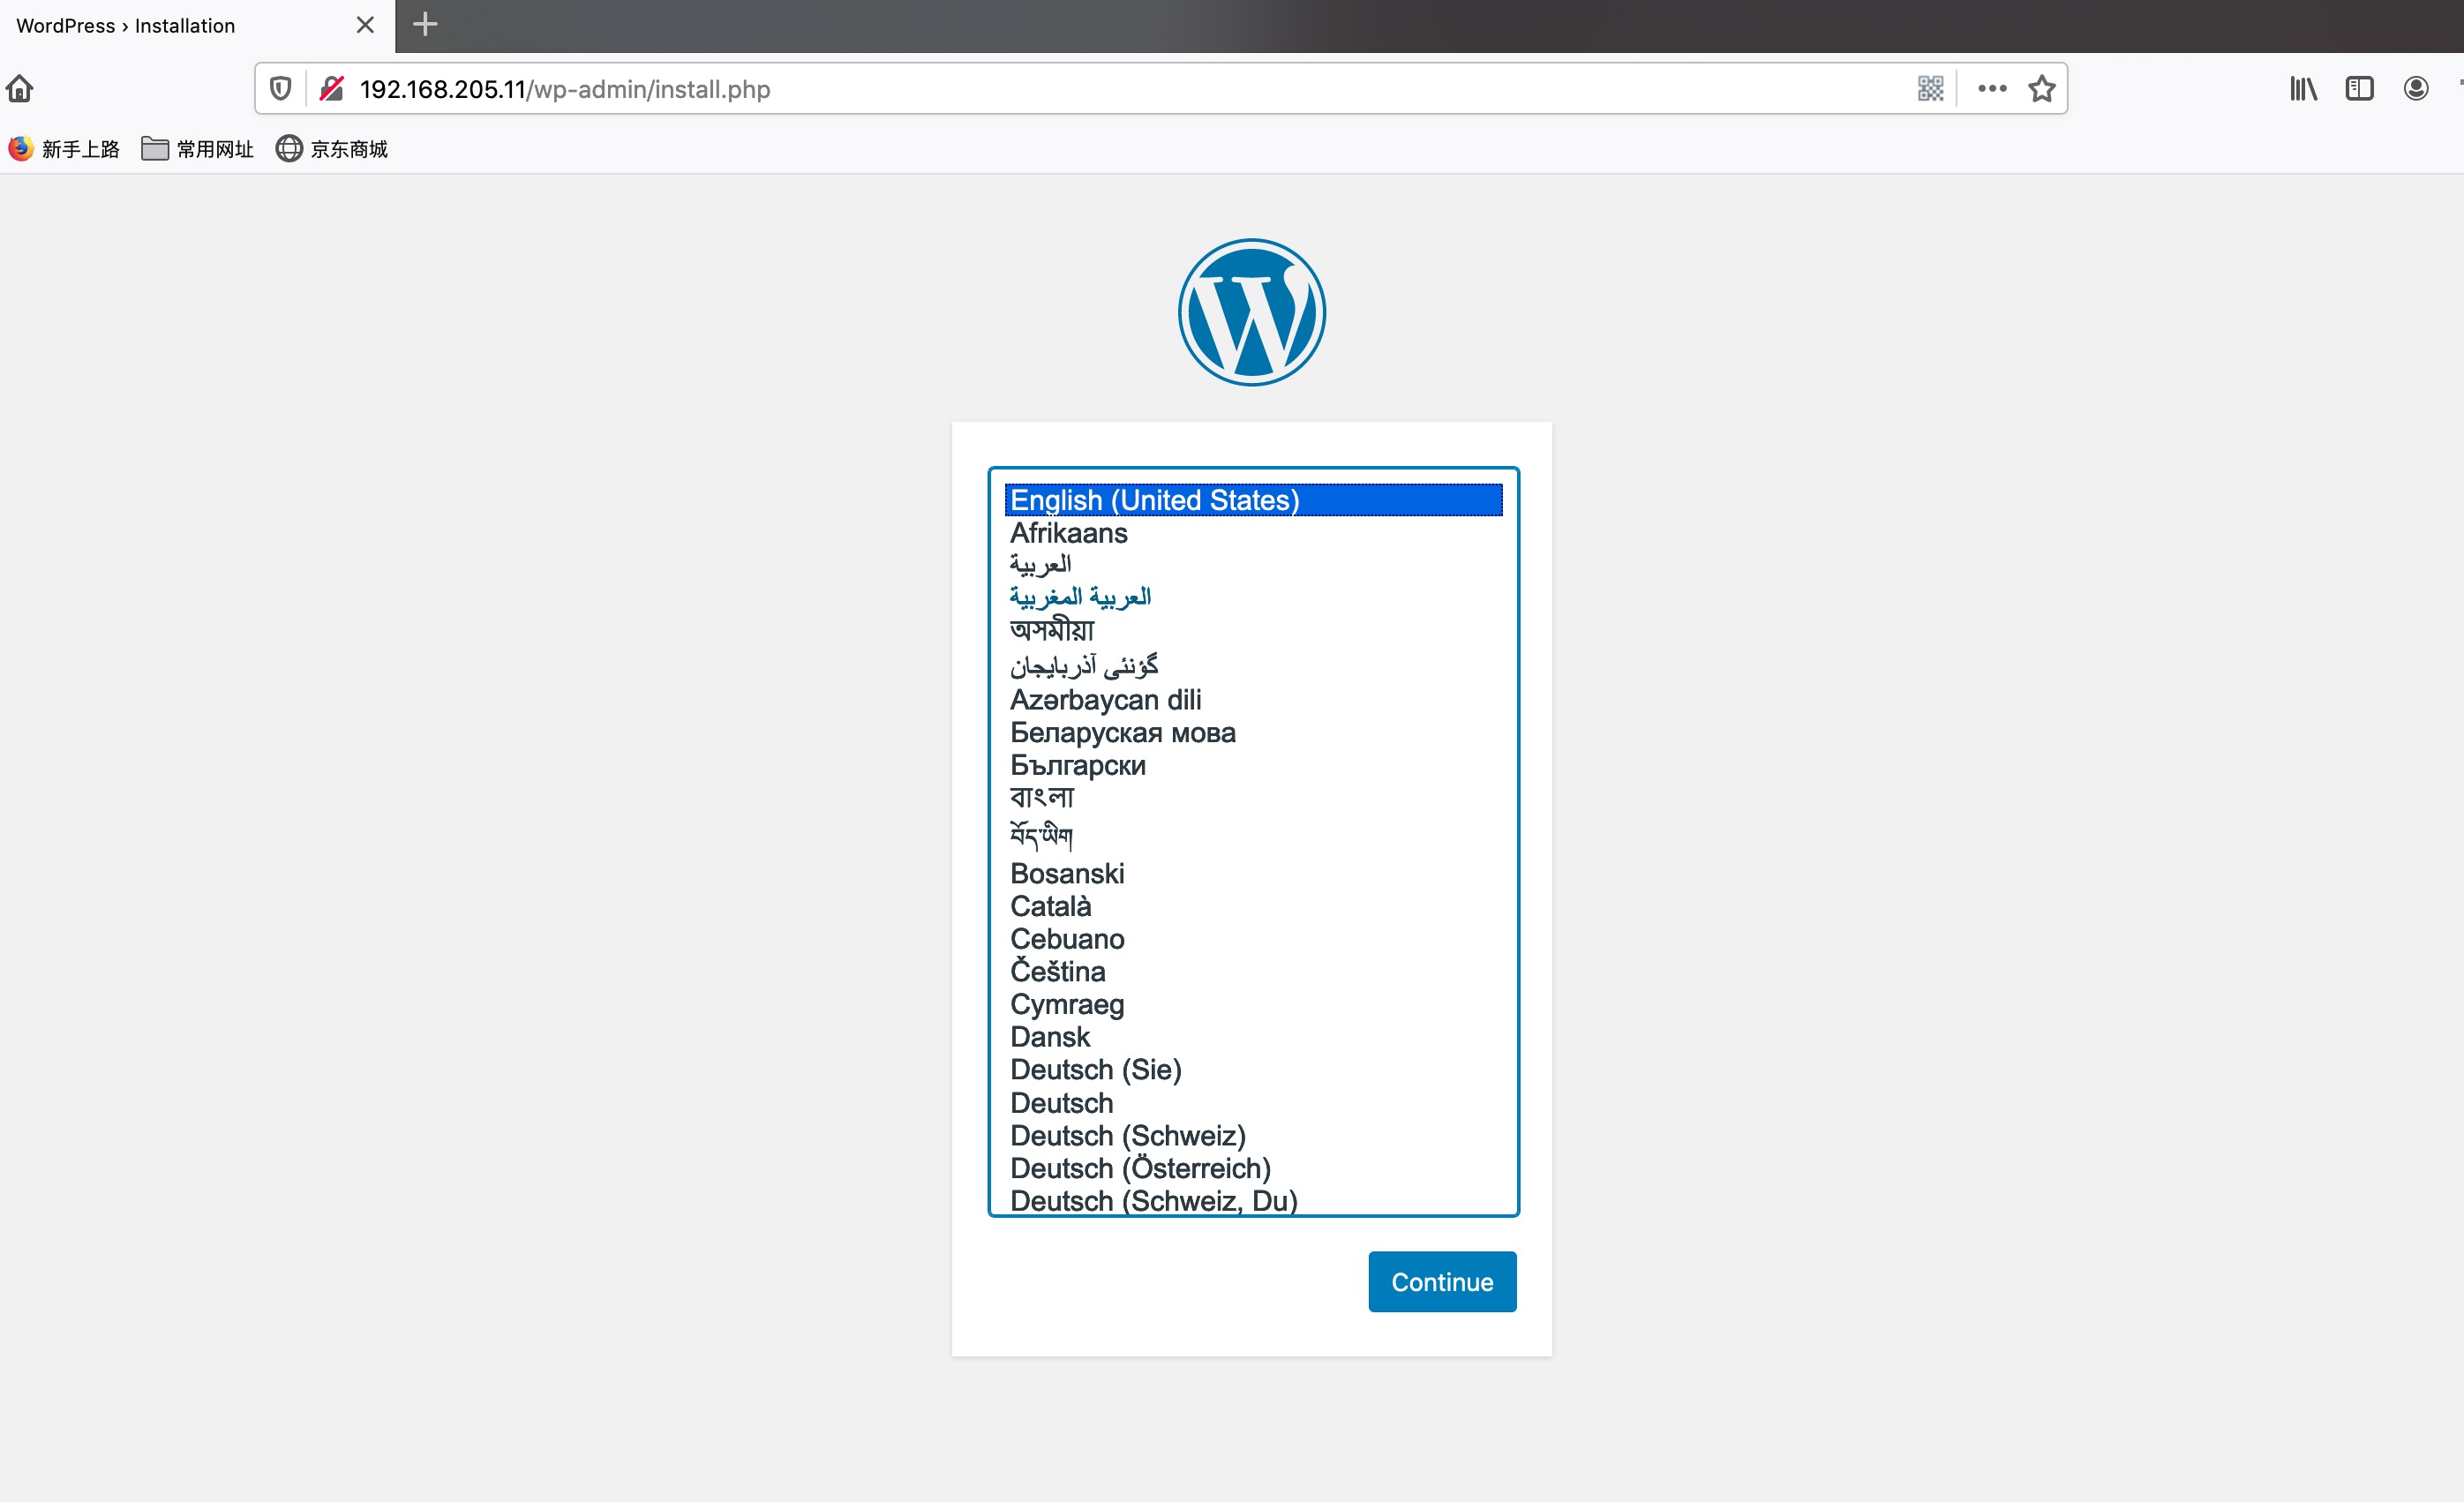 WordPress › Installation
192.168.205.11/wp-admin/install.php
新手上路 常用网址 京东商城
English (United States)
Afrikaans
العربية
العربية المغربية
অসমীয়া
گؤنئی آذربایجان
Azərbaycan dili
Беларуская мова
Български
বাংলা
བོད་ཡིག
Bosanski
Català
Cebuano
Čeština
Cymraeg
Dansk
Deutsch (Sie)
Deutsch
Deutsch (Schweiz)
Deutsch (Österreich)
Deutsch (Schweiz, Du)
Continue